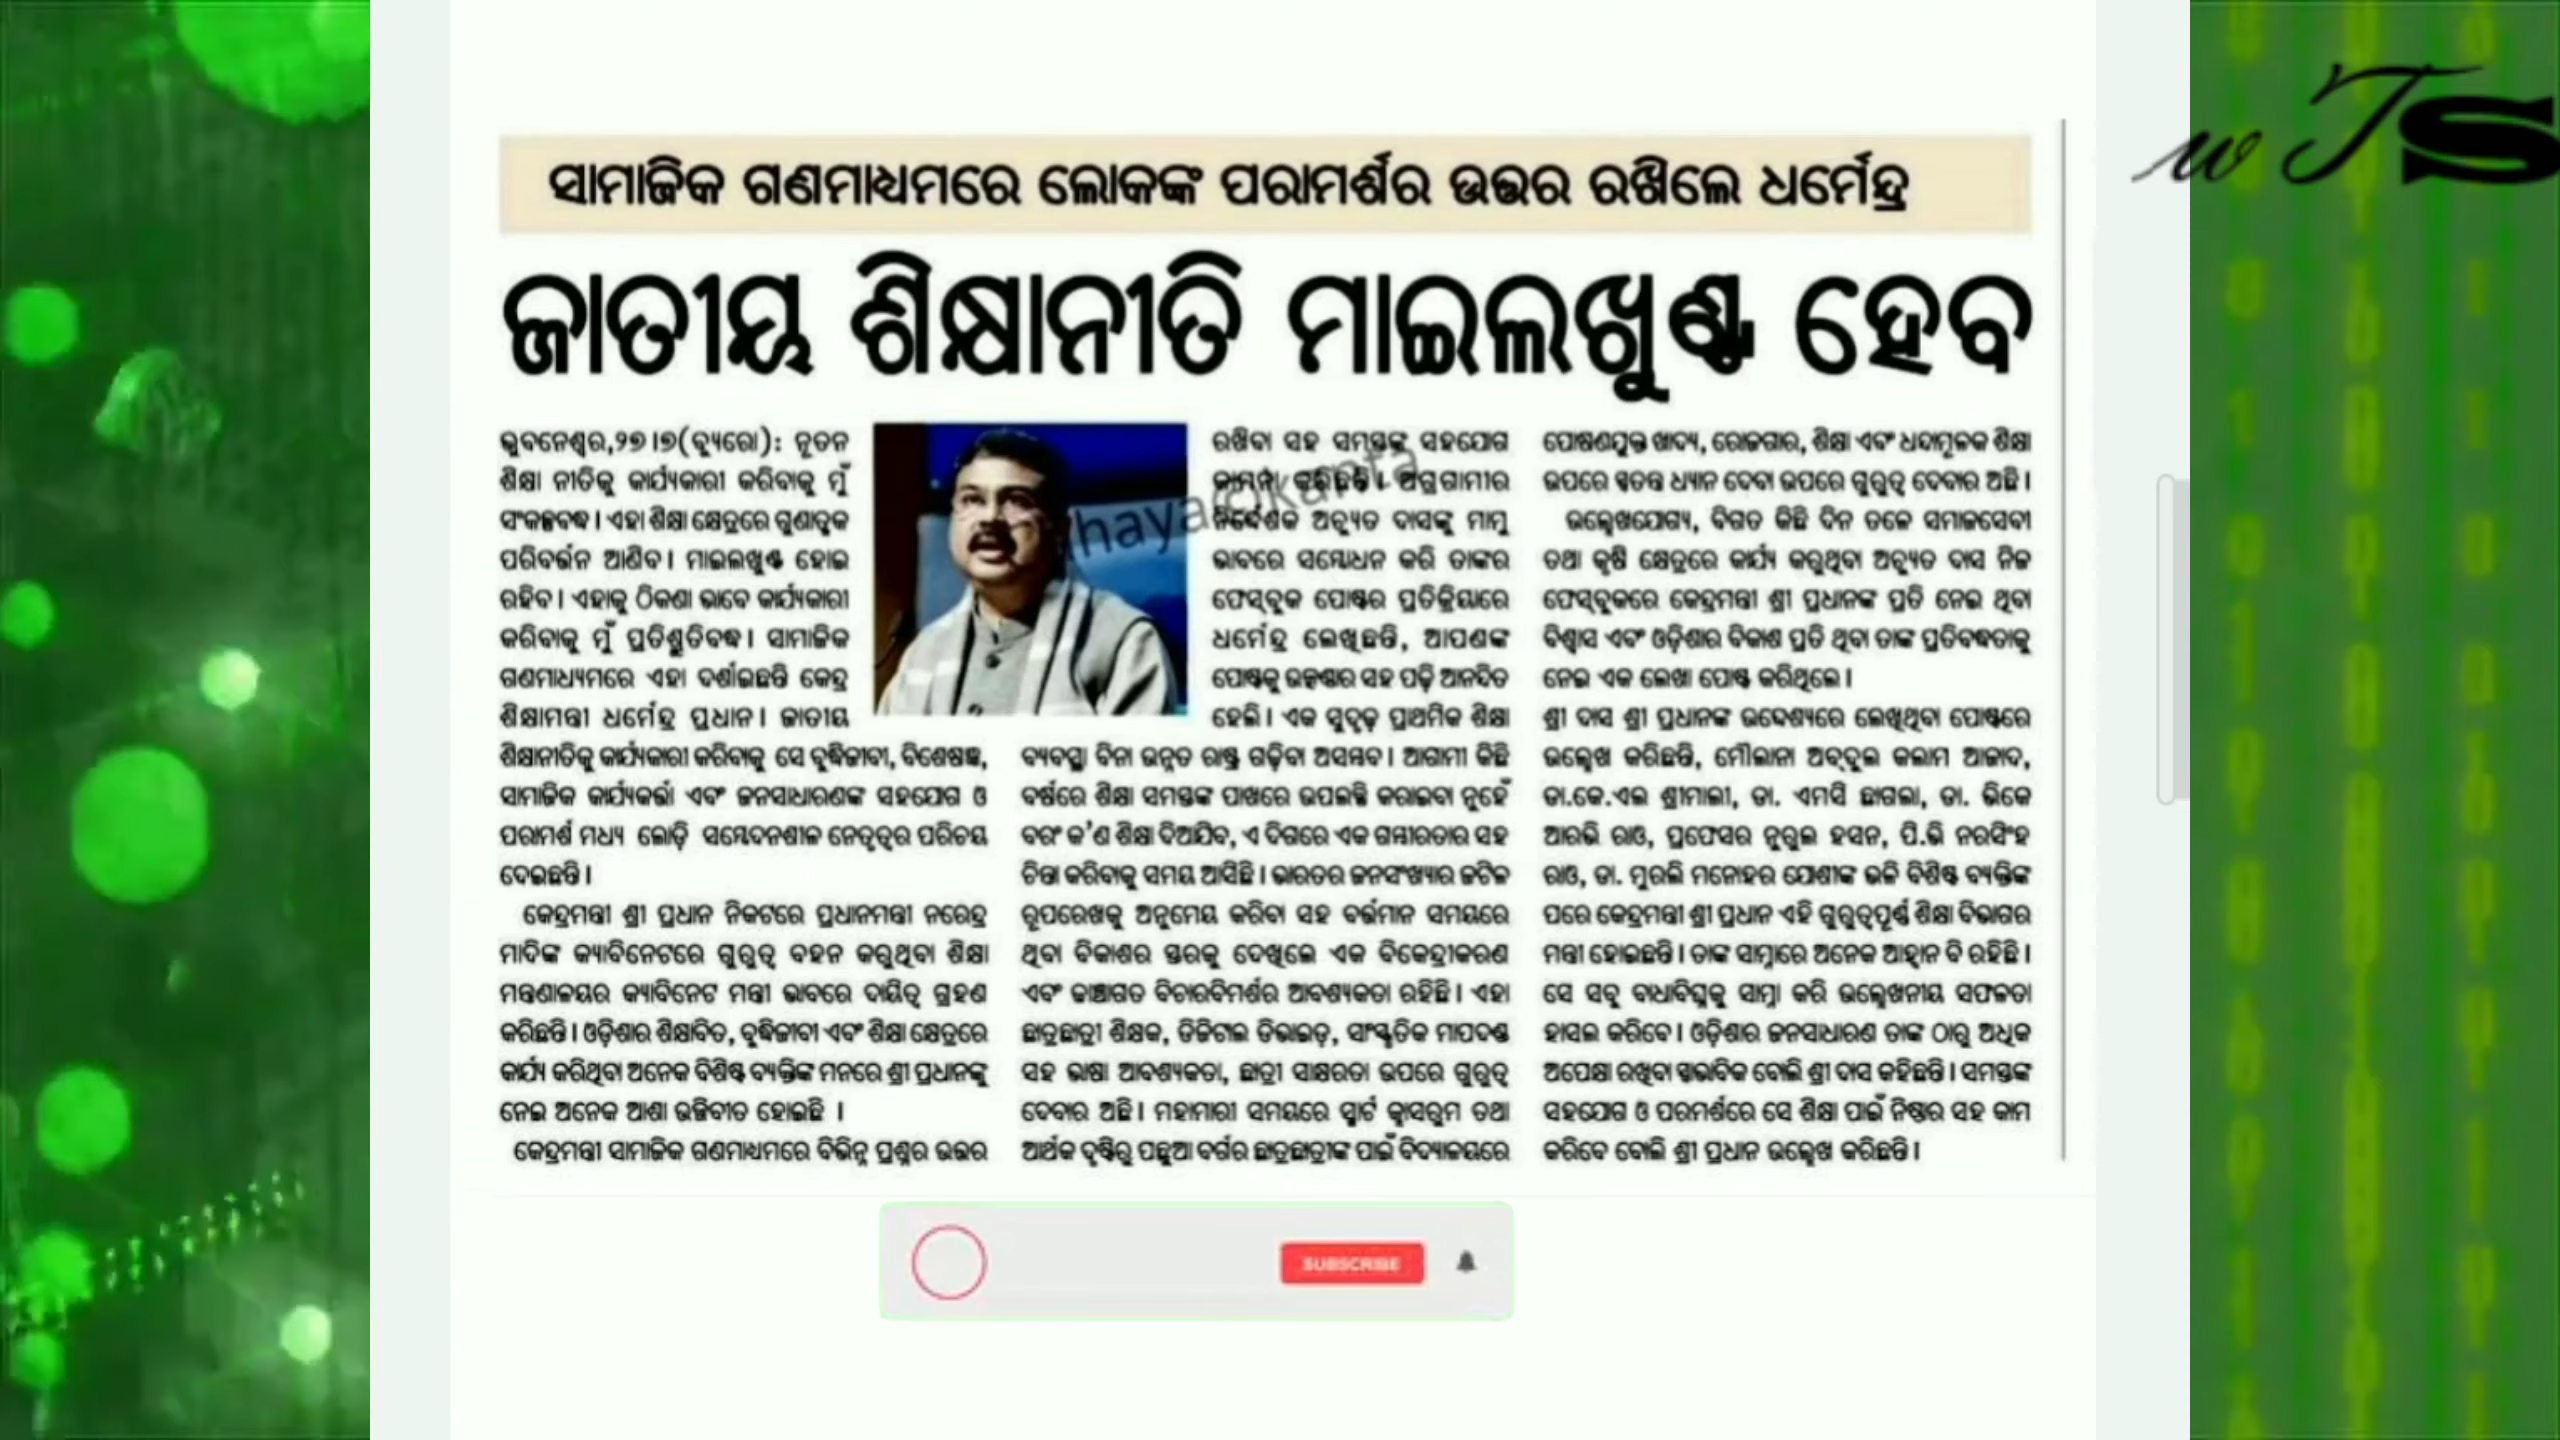 ସାମାଜିକ ଗଣମାଧ୍ୟମରେ ଲୋକଙ୍କ ପରାମର୍ଶର ଉତ୍ତର ରଖିଲେ ଧର୍ମେନ୍ଦ୍ର
ଜାତୀୟ ଶିକ୍ଷାନୀତି ମାଇଲଖୁଣ୍ଟ ହେବ
ଭୁବନେଶ୍ୱର,୨୭।୭(ବ୍ୟୁରୋ): ନୂତନ
ଶିକ୍ଷା ନୀତିକୁ କାର୍ଯ୍ୟକାରୀ କରିବାକୁ ମୁଁ
ସଂକଳ୍ପବଦ୍ଧ। ଏହା ଶିକ୍ଷା କ୍ଷେତ୍ରରେ ଗୁଣାତ୍ମକ
ପରିବର୍ତ୍ତନ ଆଣିବ। ମାଇଲଖୁଣ୍ଟ ହୋଇ
ରହିବ। ଏହାକୁ ଠିକଣା ଭାବେ କାର୍ଯ୍ୟକାରୀ
କରିବାକୁ ମୁଁ ପ୍ରତିଶ୍ରୁତିବଦ୍ଧ। ସାମାଜିକ
ଗଣମାଧ୍ୟମରେ ଏହା ଦର୍ଶାଇଛନ୍ତି କେନ୍ଦ୍ର
ଶିକ୍ଷାମନ୍ତ୍ରୀ ଧର୍ମେନ୍ଦ୍ର ପ୍ରଧାନ। ଜାତୀୟ
ଶିକ୍ଷାନୀତିକୁ କାର୍ଯ୍ୟକାରୀ କରିବାକୁ ସେ ବୁଦ୍ଧିଜୀବୀ, ବିଶେଷଜ୍ଞ,
ସାମାଜିକ କାର୍ଯ୍ୟକର୍ତ୍ତା ଏବଂ ଜନସାଧାରଣଙ୍କ ସହଯୋଗ ଓ
ପରାମର୍ଶ ମଧ୍ୟ ଲୋଡ଼ି ସମ୍ବେଦନଶୀଳ ନେତୃତ୍ୱର ପରିଚୟ
ଦେଇଛନ୍ତି।
କେନ୍ଦ୍ରମନ୍ତ୍ରୀ ଶ୍ରୀ ପ୍ରଧାନ ନିକଟରେ ପ୍ରଧାନମନ୍ତ୍ରୀ ନରେନ୍ଦ୍ର
ମୋଦିଙ୍କ କ୍ୟାବିନେଟରେ ଗୁରୁତ୍ୱ ବହନ କରୁଥିବା ଶିକ୍ଷା
ମନ୍ତ୍ରଣାଳୟର କ୍ୟାବିନେଟ ମନ୍ତ୍ରୀ ଭାବରେ ଦାୟିତ୍ୱ ଗ୍ରହଣ
କରିଛନ୍ତି। ଓଡ଼ିଶାର ଶିକ୍ଷାବିତ, ବୁଦ୍ଧିଜୀବୀ ଏବଂ ଶିକ୍ଷା କ୍ଷେତ୍ରରେ
କାର୍ଯ୍ୟ କରିଥିବା ଅନେକ ବିଶିଷ୍ଟ ବ୍ୟକ୍ତିଙ୍କ ମନରେ ଶ୍ରୀ ପ୍ରଧାନଙ୍କୁ
ନେଇ ଅନେକ ଆଶା ଉଜ୍ଜିବୀତ ହୋଇଛି ।
କେନ୍ଦ୍ରମନ୍ତ୍ରୀ ସାମାଜିକ ଗଣମାଧ୍ୟମରେ ବିଭିନ୍ନ ପ୍ରଶ୍ନର ଉତ୍ତର
ରଖିବା ସହ ସମସ୍ତଙ୍କ ସହଯୋଗ
କାମନା କରିଛନ୍ତି। ଅଗ୍ରଗାମୀର
ନିର୍ଦ୍ଦେଶକ ଅଚ୍ୟୁତ ଦାସଙ୍କୁ ମାମୁ
ଭାବରେ ସମ୍ବୋଧନ କରି ତାଙ୍କର
ଫେସ୍‌ବୁକ ପୋଷ୍ଟର ପ୍ରତିକ୍ରିୟାରେ
ଧର୍ମେନ୍ଦ୍ର ଲେଖିଛନ୍ତି, ଆପଣଙ୍କ
ପୋଷ୍ଟକୁ ଉତ୍କଣ୍ଠାର ସହ ପଢ଼ି ଆନନ୍ଦିତ
ହେଲି। ଏକ ସୁଦୃଢ଼ ପ୍ରାଥମିକ ଶିକ୍ଷା
ବ୍ୟବସ୍ଥା ବିନା ଉନ୍ନତ ରାଷ୍ଟ୍ର ଗଢ଼ିବା ଅସମ୍ଭବ। ଆଗାମୀ କିଛି
ବର୍ଷରେ ଶିକ୍ଷା ସମସ୍ତଙ୍କ ପାଖରେ ଉପଲବ୍ଧି କରାଇବା ନୁହେଁ
ବରଂ କ'ଣ ଶିକ୍ଷା ଦିଆଯିବ, ଏ ଦିଗରେ ଏକ ଗମ୍ଭୀରତାର ସହ
ଚିନ୍ତା କରିବାକୁ ସମୟ ଆସିଛି। ଭାରତର ଜନସଂଖ୍ୟାର ଜଟିଳ
ରୂପରେଖକୁ ଅନୁମେୟ କରିବା ସହ ବର୍ତ୍ତମାନ ସମୟରେ
ଥିବା ବିକାଶର ସ୍ତରକୁ ଦେଖିଲେ ଏକ ବିକେନ୍ଦ୍ରୀକରଣ
ଏବଂ ଢାଞ୍ଚାଗତ ବିଚାରବିମର୍ଶର ଆବଶ୍ୟକତା ରହିଛି। ଏହା
ଛାତ୍ରଛାତ୍ରୀ ଶିକ୍ଷକ, ଡିଜିଟାଲ ଡିଭାଇଡ଼, ସାଂସ୍କୃତିକ ମାପଦଣ୍ଡ
ସହ ଭାଷା ଆବଶ୍ୟକତା, ଛାତ୍ରୀ ସାକ୍ଷରତା ଉପରେ ଗୁରୁତ୍ୱ
ଦେବାର ଅଛି। ମହାମାରୀ ସମୟରେ ସ୍ମାର୍ଟ କ୍ଲାସରୁମ ତଥା
ଆର୍ଥିକ ଦୃଷ୍ଟିରୁ ପଛୁଆ ବର୍ଗର ଛାତ୍ରଛାତ୍ରୀଙ୍କ ପାଇଁ ବିଦ୍ୟାଳୟରେ
ପୋଷଣଯୁକ୍ତ ଖାଦ୍ୟ, ରୋଜଗାର, ଶିକ୍ଷା ଏବଂ ଧନ୍ଦାମୂଳକ ଶିକ୍ଷା
ଉପରେ ସ୍ୱତନ୍ତ୍ର ଧ୍ୟାନ ଦେବା ଉପରେ ଗୁରୁତ୍ୱ ଦେବାର ଅଛି।
ଉଲ୍ଲେଖଯୋଗ୍ୟ, ବିଗତ କିଛି ଦିନ ତଳେ ସମାଜସେବୀ
ତଥା କୃଷି କ୍ଷେତ୍ରରେ କାର୍ଯ୍ୟ କରୁଥିବା ଅଚ୍ୟୁତ ଦାସ ନିଜ
ଫେସ୍‌ବୁକରେ କେନ୍ଦ୍ରମନ୍ତ୍ରୀ ଶ୍ରୀ ପ୍ରଧାନଙ୍କ ପ୍ରତି ନେଇ ଥିବା
ବିଶ୍ୱାସ ଏବଂ ଓଡ଼ିଶାର ବିକାଶ ପ୍ରତି ଥିବା ତାଙ୍କ ପ୍ରତିବଦ୍ଧତାକୁ
ନେଇ ଏକ ଲେଖା ପୋଷ୍ଟ କରିଥିଲେ।
ଶ୍ରୀ ଦାସ ଶ୍ରୀ ପ୍ରଧାନଙ୍କ ଉଦ୍ଦେଶ୍ୟରେ ଲେଖିଥିବା ପୋଷ୍ଟରେ
ଉଲ୍ଲେଖ କରିଛନ୍ତି, ମୌଲାନା ଅବ୍‌ଦୁଲ କଲାମ ଆଜାଦ,
ଡା.କେ.ଏଲ ଶ୍ରୀମାଲୀ, ଡା. ଏମସି ଛାଗଲା, ଡା. ଭିକେ
ଆରଭି ରାଓ, ପ୍ରଫେସର ନୁରୁଲ ହସନ, ପି.ଭି ନରସିଂହ
ରାଓ, ଡା. ମୁରଲି ମନୋହର ଯୋଶୀଙ୍କ ଭଳି ବିଶିଷ୍ଟ ବ୍ୟକ୍ତିଙ୍କ
ପରେ କେନ୍ଦ୍ରମନ୍ତ୍ରୀ ଶ୍ରୀ ପ୍ରଧାନ ଏହି ଗୁରୁତ୍ୱପୂର୍ଣ୍ଣ ଶିକ୍ଷା ବିଭାଗର
ମନ୍ତ୍ରୀ ହୋଇଛନ୍ତି। ତାଙ୍କ ସାମ୍ନାରେ ଅନେକ ଆହ୍ୱାନ ବି ରହିଛି।
ସେ ସବୁ ବାଧାବିଘ୍ନକୁ ସାମ୍ନା କରି ଉଲ୍ଲେଖନୀୟ ସଫଳତା
ହାସଲ କରିବେ। ଓଡ଼ିଶାର ଜନସାଧାରଣ ତାଙ୍କ ଠାରୁ ଅଧିକ
ଅପେକ୍ଷା ରଖିବା ସ୍ୱାଭାବିକ ବୋଲି ଶ୍ରୀ ଦାସ କହିଛନ୍ତି। ସମସ୍ତଙ୍କ
ସହଯୋଗ ଓ ପରମର୍ଶରେ ସେ ଶିକ୍ଷା ପାଇଁ ନିଷ୍ଠାର ସହ କାମ
କରିବେ ବୋଲି ଶ୍ରୀ ପ୍ରଧାନ ଉଲ୍ଲେଖ କରିଛନ୍ତି।
SUBSCRIBE